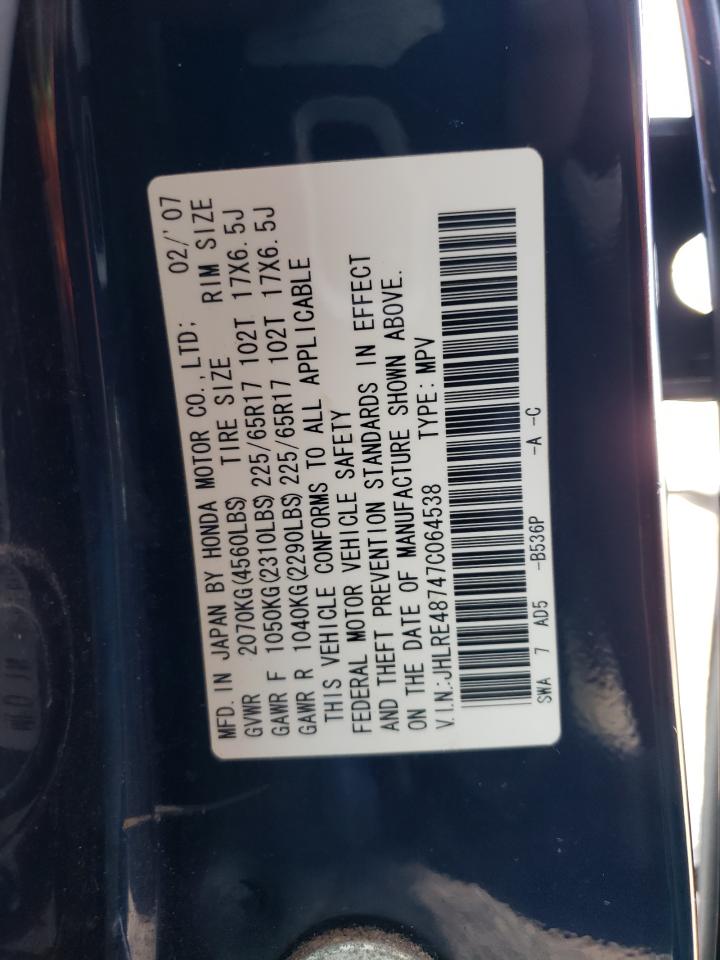 MFD. IN JAPAN BY HONDA MOTOR CO., LTD; 02/'07
TIRE SIZE RIM SIZE
GVWR 2070KG(4560LBS)
GAWR F 1050KG(2310LBS) 225/65R17 102T 17X6.5J
GAWR R 1040KG(2290LBS) 225/65R17 102T 17X6.5J
THIS VEHICLE CONFORMS TO ALL APPLICABLE
FEDERAL MOTOR VEHICLE SAFETY
AND THEFT PREVENTION STANDARDS IN EFFECT
ON THE DATE OF MANUFACTURE SHOWN ABOVE.
V.I.N.:JHLRE48747C064538 TYPE: MPV
SWA 7 AD5 -B536P -A -C